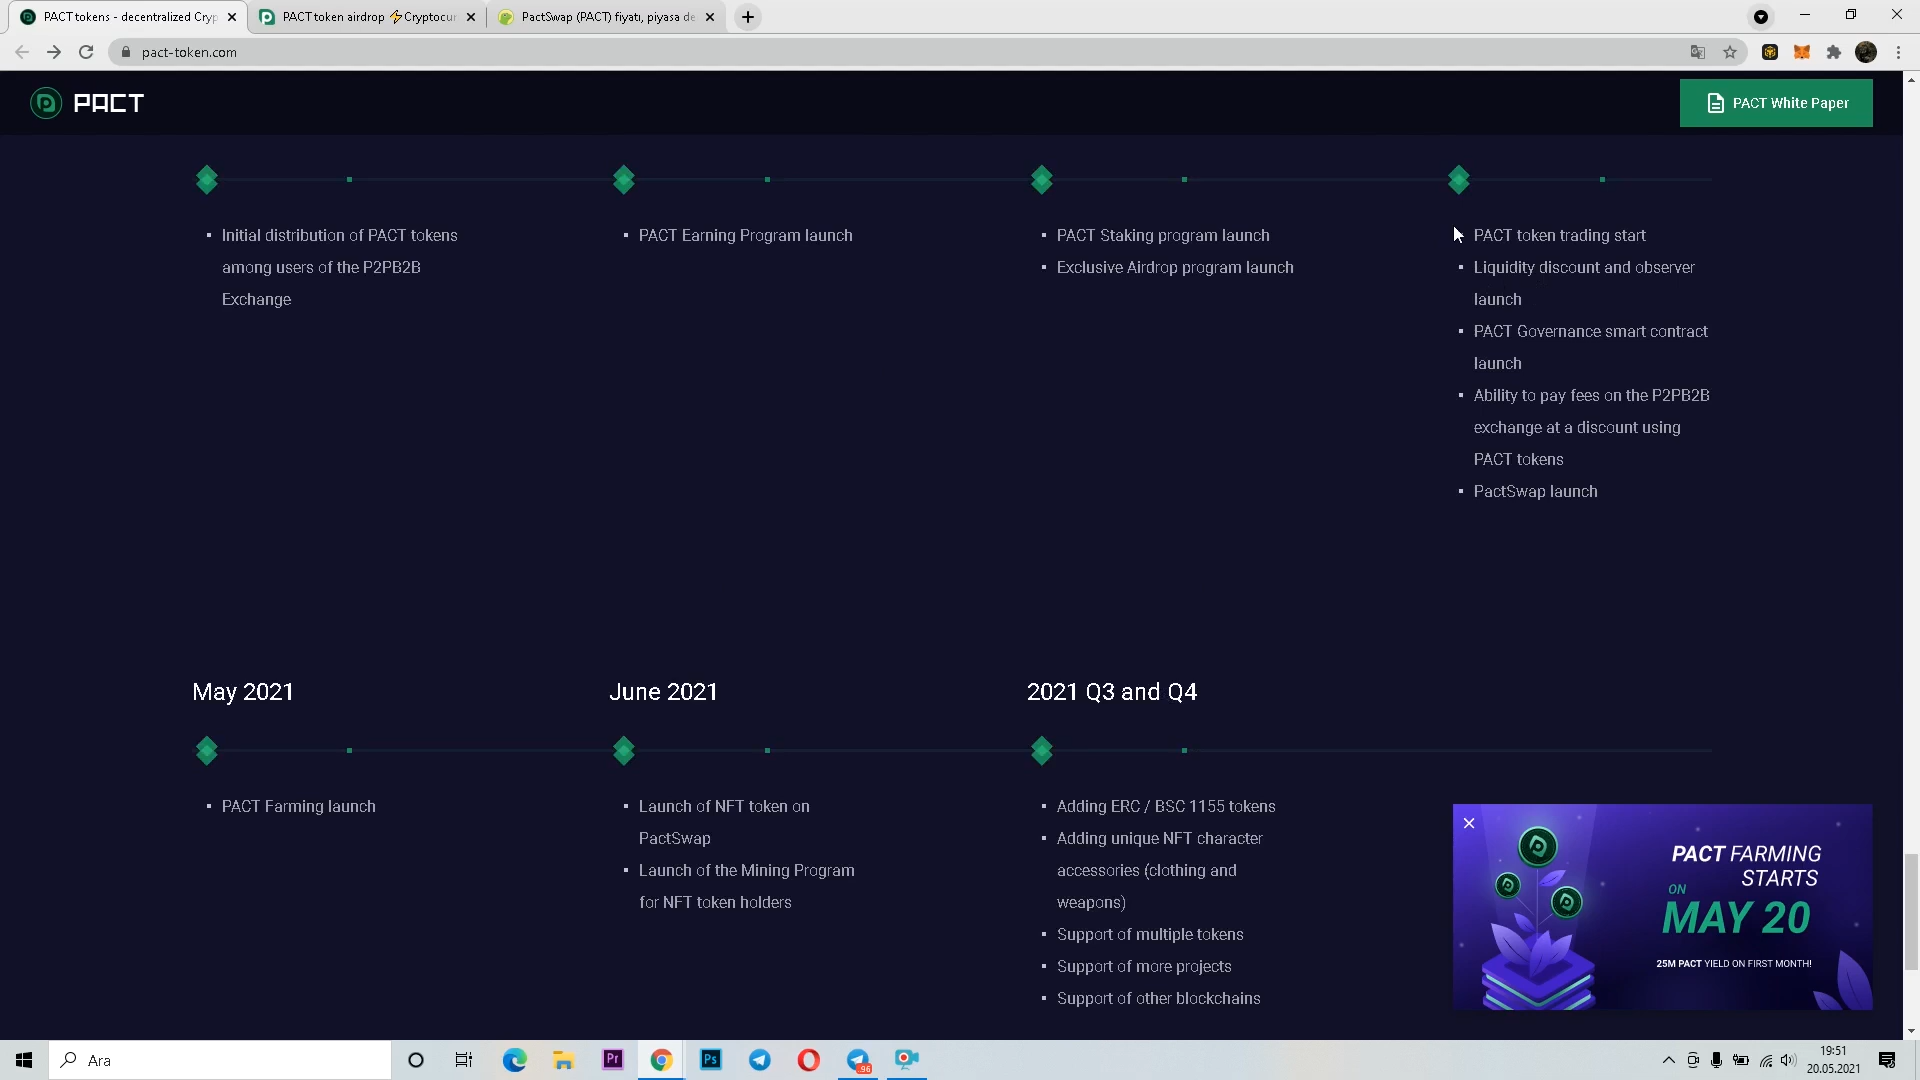 PACT tokens - decentralized Cryp
PACT token airdrop ⚡Cryptocur
PactSwap (PACT) fiyatı, piyasa de
pact-token.com
PACT
PACT White Paper
Initial distribution of PACT tokens
among users of the P2PB2B
Exchange
PACT Earning Program launch
PACT Staking program launch
Exclusive Airdrop program launch
PACT token trading start
Liquidity discount and observer
launch
PACT Governance smart contract
launch
Ability to pay fees on the P2PB2B
exchange at a discount using
PACT tokens
PactSwap launch
May 2021
PACT Farming launch
June 2021
Launch of NFT token on
PactSwap
Launch of the Mining Program
for NFT token holders
2021 Q3 and Q4
Adding ERC / BSC 1155 tokens
Adding unique NFT character
accessories (clothing and
weapons)
Support of multiple tokens
Support of more projects
Support of other blockchains
PACT FARMING
STARTS
ON
MAY 20
25M PACT YIELD ON FIRST MONTH!
Ara
Pr
Ps
96
19:51
20.05.2021